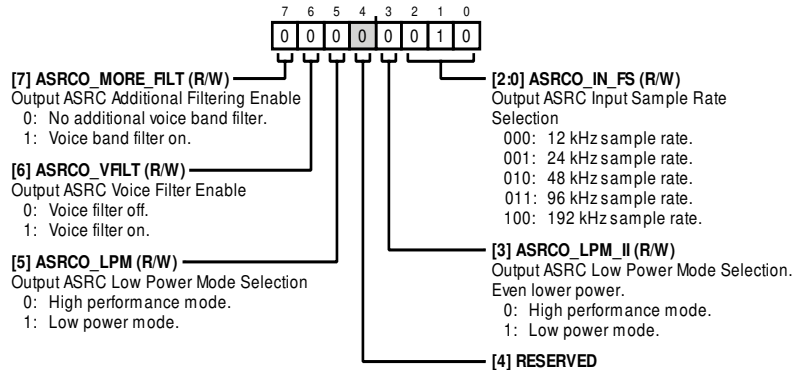 7 6 5 4 3 2 1 0
0 0 0 0 0 0 1 0
[7] ASRCO_MORE_FILT (R/W)
Output ASRC Additional Filtering Enable
0: No additional voice band filter.
1: Voice band filter on.
[6] ASRCO_VFILT (R/W)
Output ASRC Voice Filter Enable
0: Voice filter off.
1: Voice filter on.
[5] ASRCO_LPM (R/W)
Output ASRC Low Power Mode Selection
0: High performance mode.
1: Low power mode.
[2:0] ASRCO_IN_FS (R/W)
Output ASRC Input Sample Rate
Selection
000: 12 kHz sample rate.
001: 24 kHz sample rate.
010: 48 kHz sample rate.
011: 96 kHz sample rate.
100: 192 kHz sample rate.
[3] ASRCO_LPM_II (R/W)
Output ASRC Low Power Mode Selection.
Even lower power.
0: High performance mode.
1: Low power mode.
[4] RESERVED